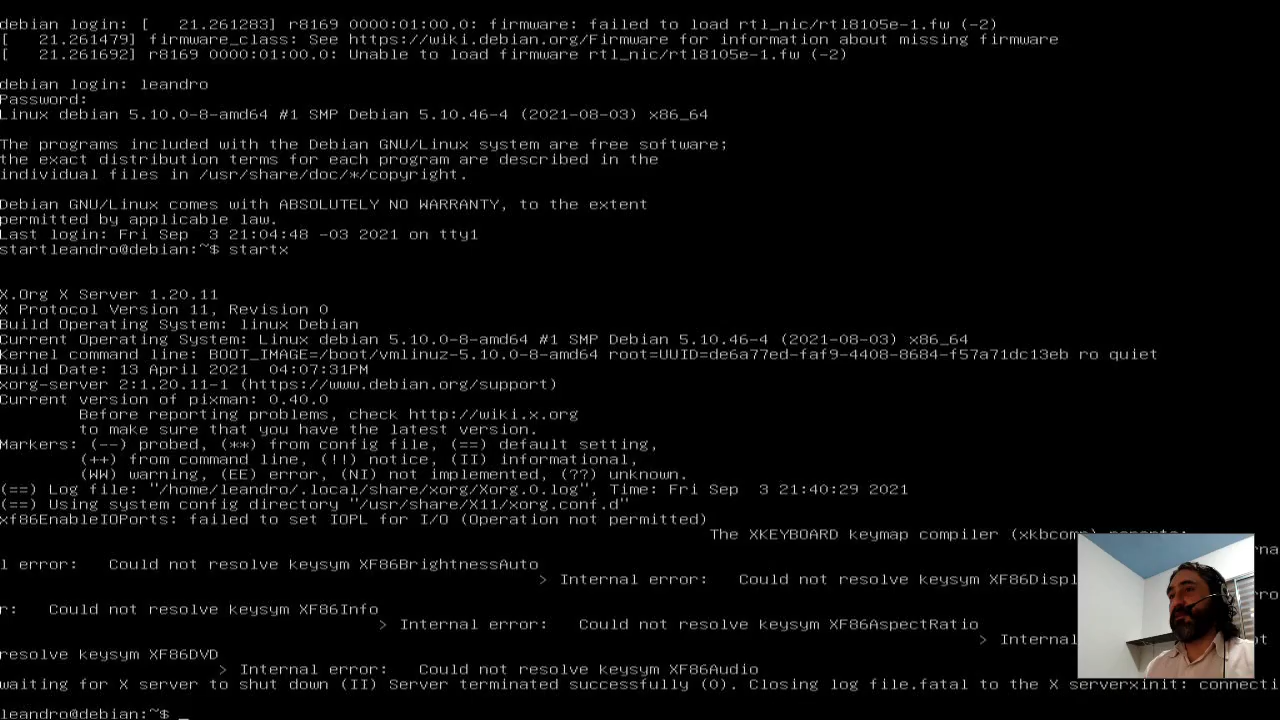 debian login: [   21.261283] r8169 0000:01:00.0: firmware: failed to load rtl_nic/rtl8105e-1.fw (-2)
[   21.261479] firmware_class: See https://wiki.debian.org/Firmware for information about missing firmware
[   21.261692] r8169 0000:01:00.0: Unable to load firmware rtl_nic/rtl8105e-1.fw (-2)
debian login: leandro
Password:
Linux debian 5.10.0-8-amd64 #1 SMP Debian 5.10.46-4 (2021-08-03) x86_64
The programs included with the Debian GNU/Linux system are free software;
the exact distribution terms for each program are described in the
individual files in /usr/share/doc/*/copyright.
Debian GNU/Linux comes with ABSOLUTELY NO WARRANTY, to the extent
permitted by applicable law.
Last login: Fri Sep  3 21:04:48 -03 2021 on tty1
startleandro@debian:~$ startx
X.Org X Server 1.20.11
X Protocol Version 11, Revision 0
Build Operating System: linux Debian
Current Operating System: Linux debian 5.10.0-8-amd64 #1 SMP Debian 5.10.46-4 (2021-08-03) x86_64
Kernel command line: BOOT_IMAGE=/boot/vmlinuz-5.10.0-8-amd64 root=UUID=de6a77ed-faf9-4408-8684-f57a71dc13eb ro quiet
Build Date: 13 April 2021  04:07:31PM
xorg-server 2:1.20.11-1 (https://www.debian.org/support)
Current version of pixman: 0.40.0
Before reporting problems, check http://wiki.x.org
to make sure that you have the latest version.
Markers: (--) probed, (**) from config file, (==) default setting,
(++) from command line, (!!) notice, (II) informational,
(WW) warning, (EE) error, (NI) not implemented, (??) unknown.
(==) Log file: "/home/leandro/.local/share/xorg/Xorg.0.log", Time: Fri Sep  3 21:40:29 2021
(==) Using system config directory "/usr/share/X11/xorg.conf.d"
xf86EnableIOPorts: failed to set IOPL for I/O (Operation not permitted)
The XKEYBOARD keymap compiler (xkbcomp) reports:
l error:   Could not resolve keysym XF86BrightnessAuto
> Internal error:   Could not resolve keysym XF86Displ
r:   Could not resolve keysym XF86Info
> Internal error:   Could not resolve keysym XF86AspectRatio
> Intern
resolve keysym XF86DVD
> Internal error:   Could not resolve keysym XF86Audio
waiting for X server to shut down (II) Server terminated successfully (0). Closing log file.fatal to the X serverxinit: connecti
leandro@debian:~$ _